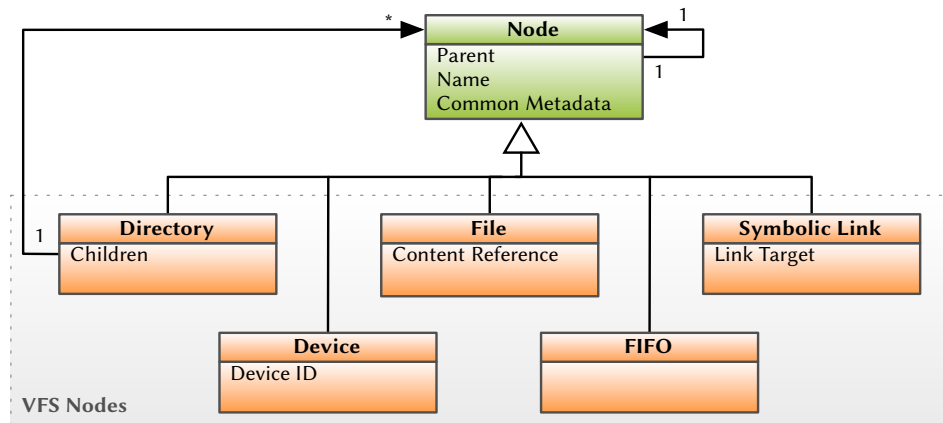 *
Node
1
Parent
Name
Common Metadata
1
Directory
Children
1
File
Content Reference
Symbolic Link
Link Target
Device
Device ID
FIFO
VFS Nodes